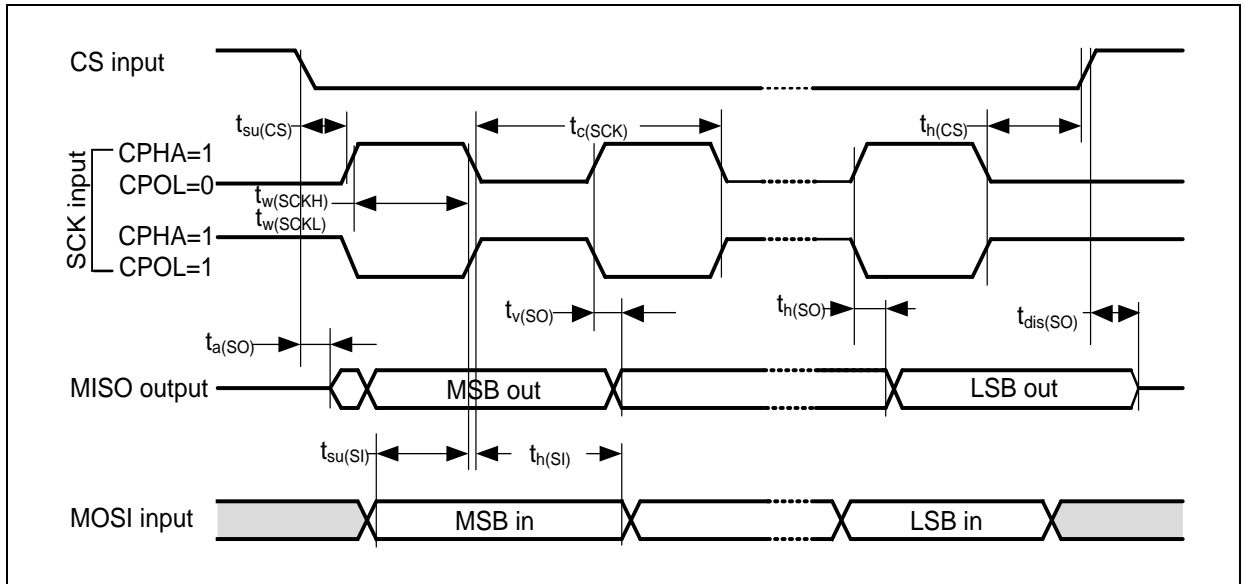 CS input
tsu(CS)
tc(SCK)
th(CS)
SCK input
CPHA=1
CPOL=0
tw(SCKH)
tw(SCKL)
CPHA=1
CPOL=1
tv(SO)
th(SO)
tdis(SO)
ta(SO)
MISO output
MSB out
LSB out
tsu(SI)
th(SI)
MOSI input
MSB in
LSB in